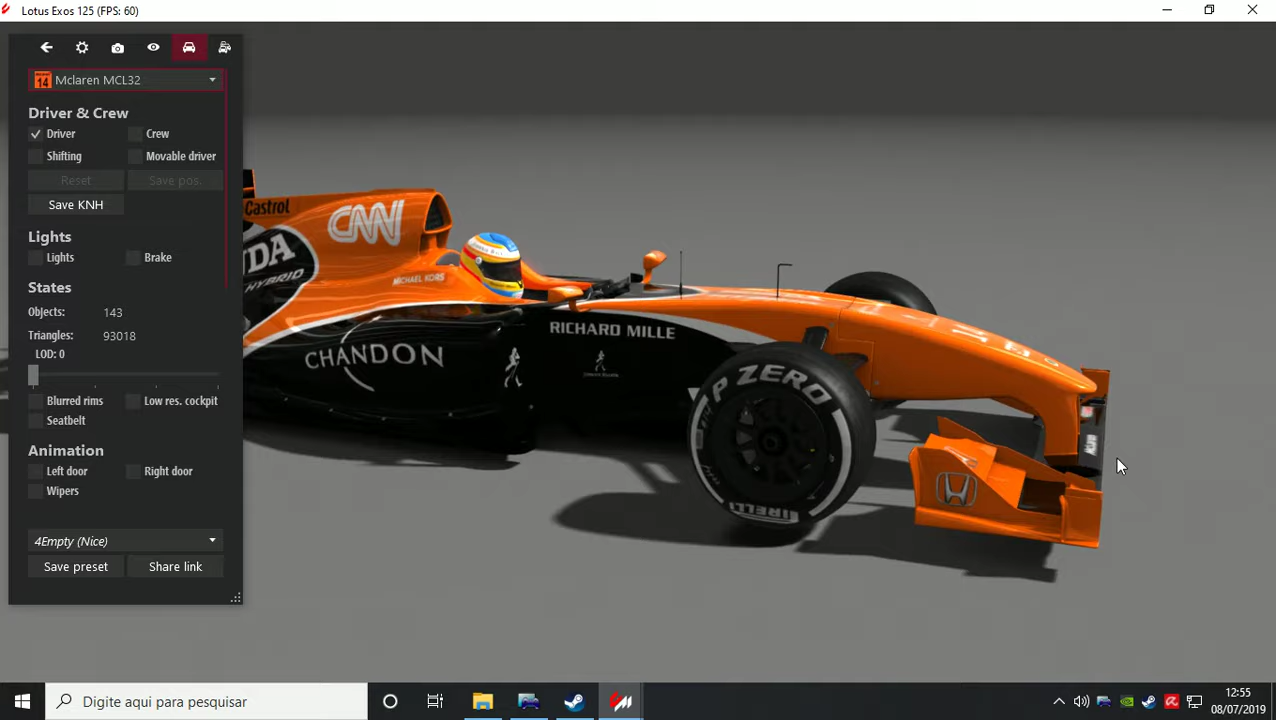 Lotus Exos 125 (FPS: 60)
14 Mclaren MCL32
Driver & Crew
Driver Crew
Shifting Movable driver
Reset Save pos.
Save KNH
Lights
Lights Brake
States
Objects: 143
Triangles: 93018
LOD: 0
Blurred rims Low res. cockpit
Seatbelt
Animation
Left door Right door
Wipers
4Empty (Nice)
Save preset Share link
Castrol
CNN
NDA
HYBRID
MICHAEL KORS
CHANDON
RICHARD MILLE
P ZERO
PIRELLI
Digite aqui para pesquisar
12:55
08/07/2019